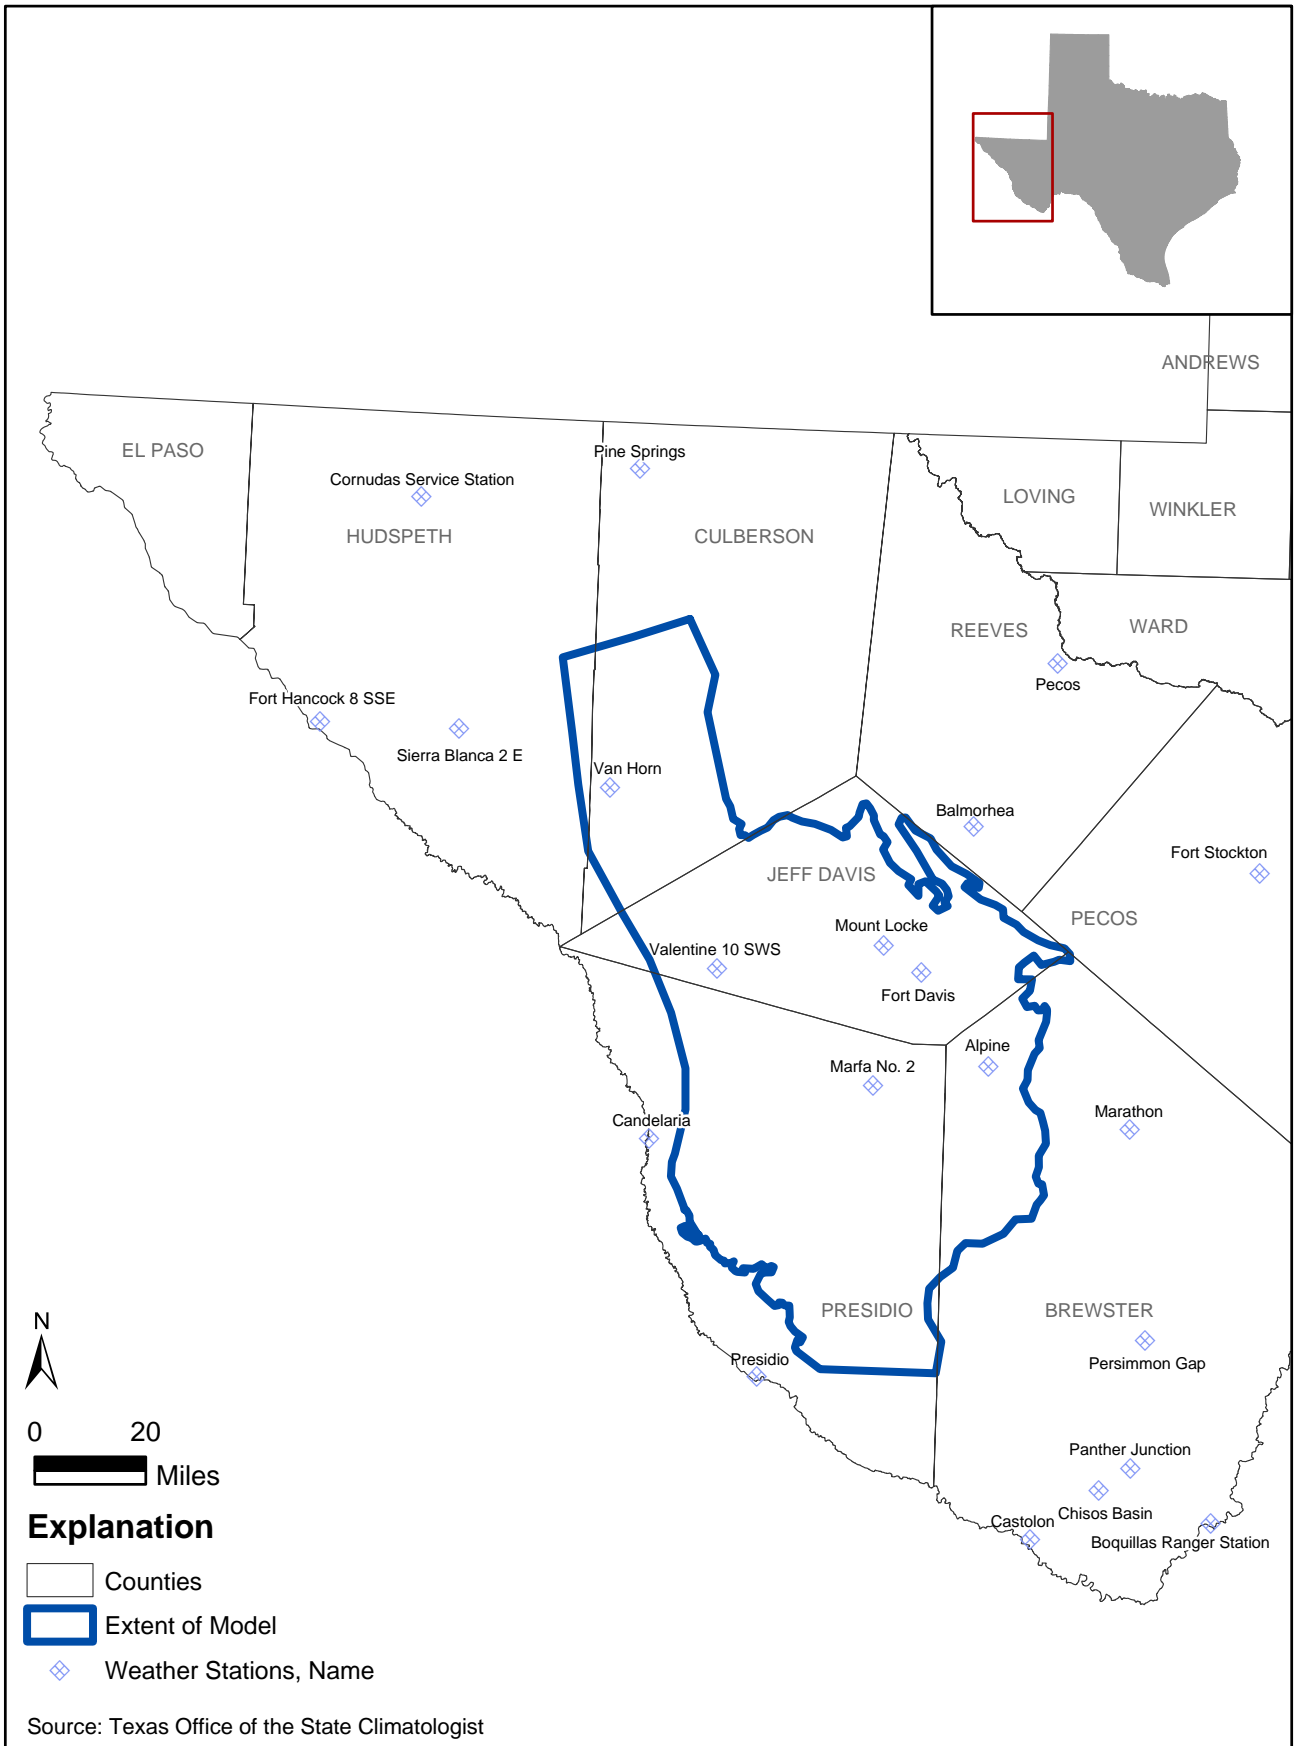 ANDREWS
EL PASO
Pine Springs
Cornudas Service Station
LOVING
WINKLER
HUDSPETH
CULBERSON
REEVES
WARD
Pecos
Fort Hancock 8 SSE
Sierra Blanca 2 E
Van Horn
Balmorhea
Fort Stockton
JEFF DAVIS
PECOS
Mount Locke
Valentine 10 SWS
Fort Davis
Alpine
Marfa No. 2
Marathon
Candelaria
PRESIDIO
BREWSTER
Presidio
Persimmon Gap
Panther Junction
Chisos Basin
Castolon
Boquillas Ranger Station
N
0 20
Miles
Explanation
Counties
Extent of Model
Weather Stations, Name
Source: Texas Office of the State Climatologist